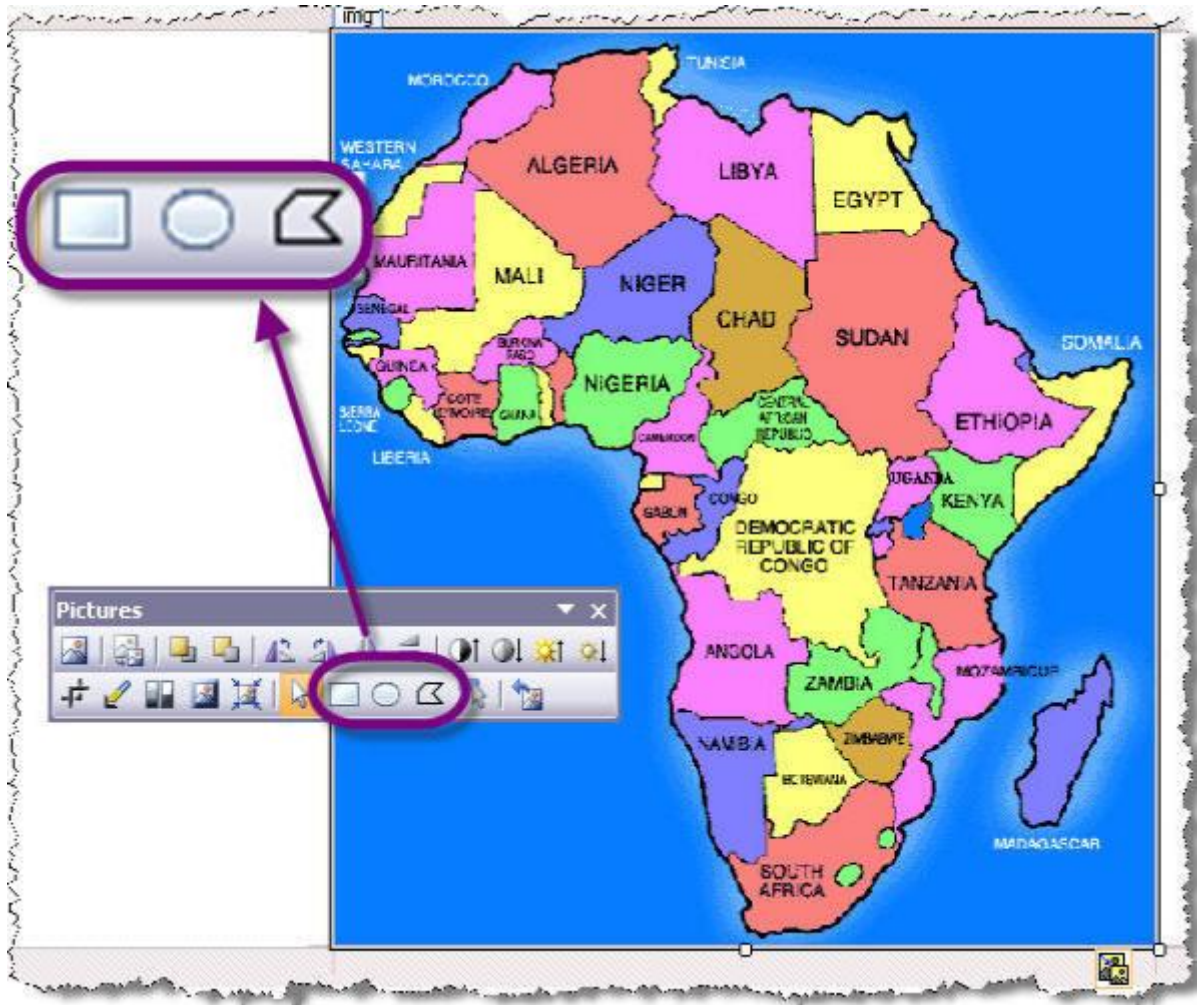 img
TUNISIA
MOROCCO
WESTERN
SAHARA
ALGERIA
LIBYA
EGYPT
MAURITANIA
MALI
NIGER
CHAD
SUDAN
SENEGAL
BURKINA
FASO
SOMALIA
GUINEA
NIGERIA
COTE
D'IVOIRE
GHANA
SIERRA
LEONE
CENTRAL
AFRICAN
REPUBLIC
ETHIOPIA
CAMEROON
LIBERIA
UGANDA
KENYA
CONGO
GABUN
DEMOCRATIC
REPUBLIC OF
CONGO
TANZANIA
Pictures
ANGOLA
ZAMBIA
MOZAMBIQUE
NAMIBIA
ZIMBABWE
BOTSWANA
MADAGASCAR
SOUTH
AFRICA